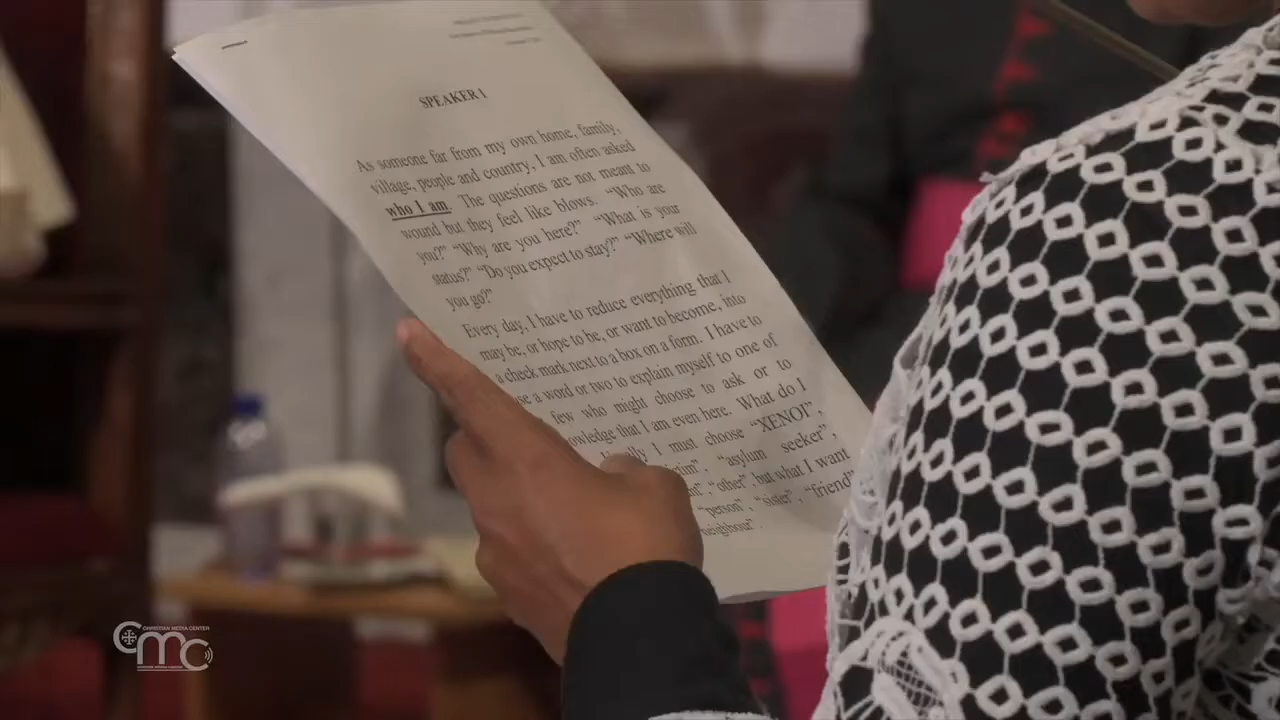 SPEAKER 1
As someone far from my own home, family,
village, people and country, I am often asked
who I am. The questions are not meant to
wound but they feel like blows. "Who are
you?" "Why are you here?" "What is your
status?" "Do you expect to stay?" "Where will
you go?"
Every day, I have to reduce everything that I
may be, or hope to be, or want to become, into
a check mark next to a box on a form. I have to
a word or two to explain myself to one of
few who might choose to ask or to
that I am even here. What do I
I must choose "XENOI",
"asylum seeker",
"other", but what I want
"person", "sister", "friend"
CHRISTIAN MEDIA CENTER
CMC